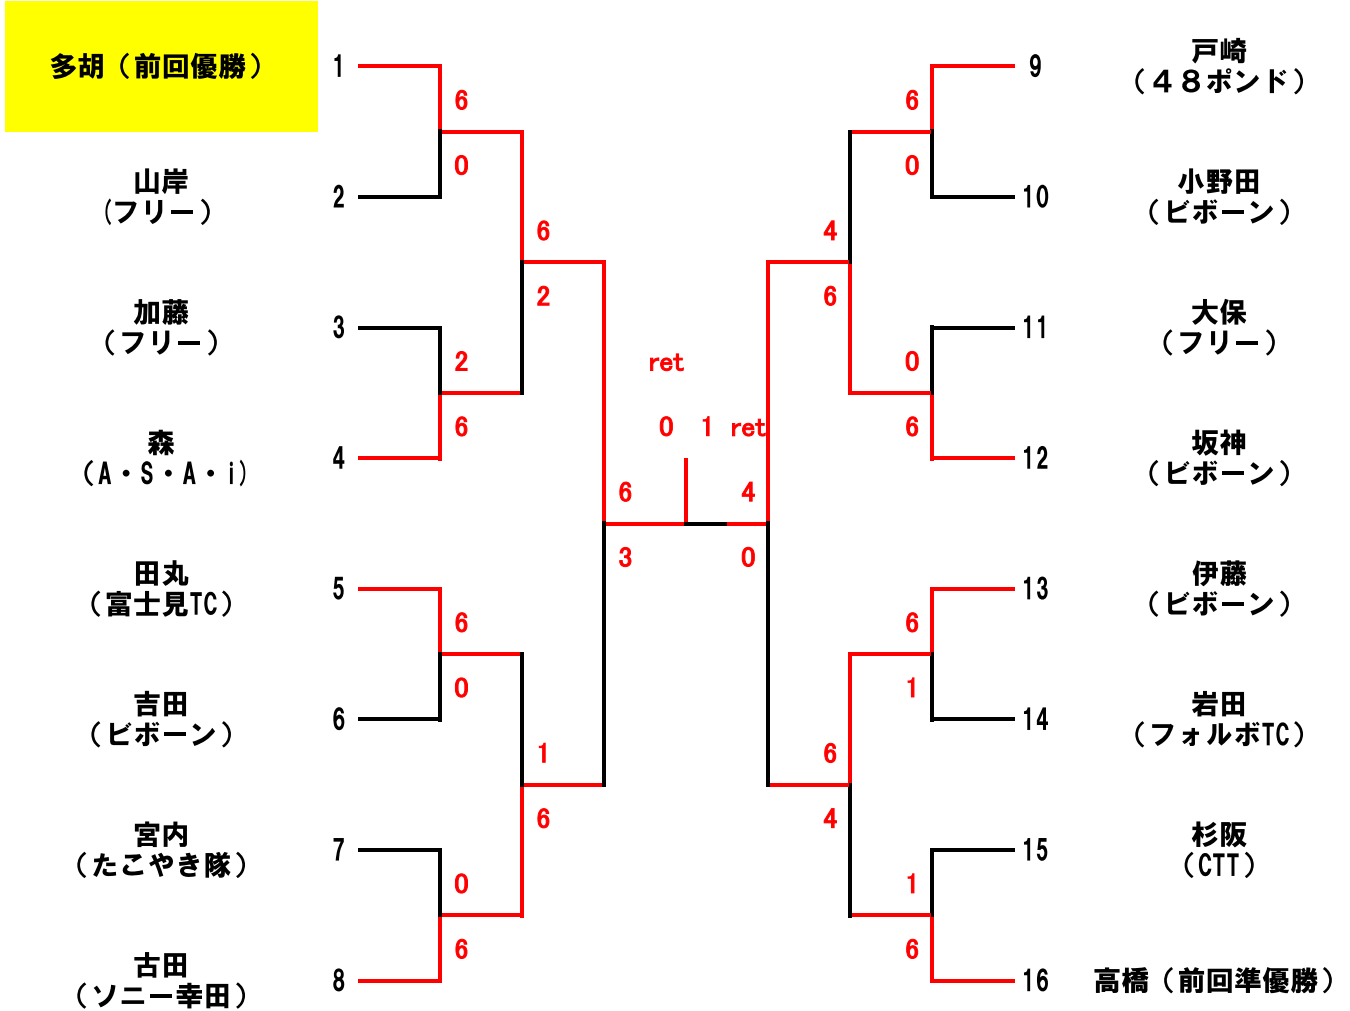 多胡（前回優勝）
1
6
0
山岸
(フリー）
2
6
2
加藤
（フリー）
3
2
6
森
（A・S・A・i)
4
田丸
（富士見TC）
5
6
0
吉田
（ビボーン）
6
1
6
宮内
（たこやき隊）
7
0
6
古田
（ソニー幸田）
8
ret
0 1 ret
6 4
3 0
戸崎
（４８ポンド）
9
6
0
小野田
（ビボーン）
10
4
6
大保
（フリー）
11
0
6
坂神
（ビボーン）
12
伊藤
（ビボーン）
13
6
1
岩田
（フォルボTC）
14
6
4
杉阪
（CTT）
15
1
6
高橋（前回準優勝）
16